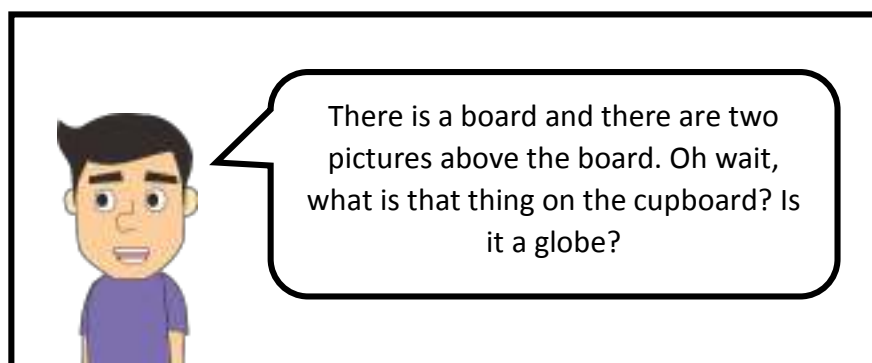 There is a board and there are two
pictures above the board. Oh wait,
what is that thing on the cupboard? Is
it a globe?